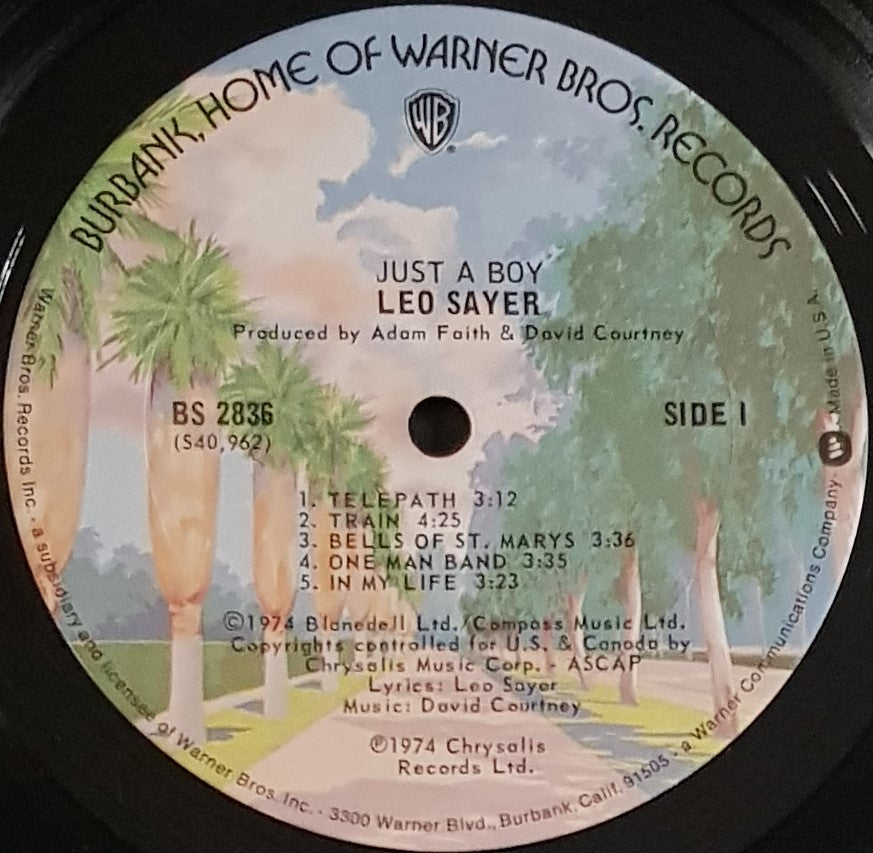 BURBANK, HOME OF WARNER BROS. RECORDS
WB
JUST A BOY
LEO SAYER
Produced by Adam Faith & David Courtney
BS 2836
(S40,962)
SIDE 1
1. TELEPATH 3:12
2. TRAIN 4:25
3. BELLS OF ST. MARYS 3:36
4. ONE MAN BAND 3:35
5. IN MY LIFE 3:23
©1974 Blanedell Ltd./Compass Music Ltd.
Copyrights controlled for U.S. & Canada by
Chrysalis Music Corp. - ASCAP
Lyrics: Leo Sayer
Music: David Courtney
℗1974 Chrysalis
Records Ltd.
Warner Bros. Records Inc. - a subsidiary and licensee of Warner Bros. Inc. - 3300 Warner Blvd., Burbank, Calif. 91505 - a Warner Communications Company - Made in U.S.A.